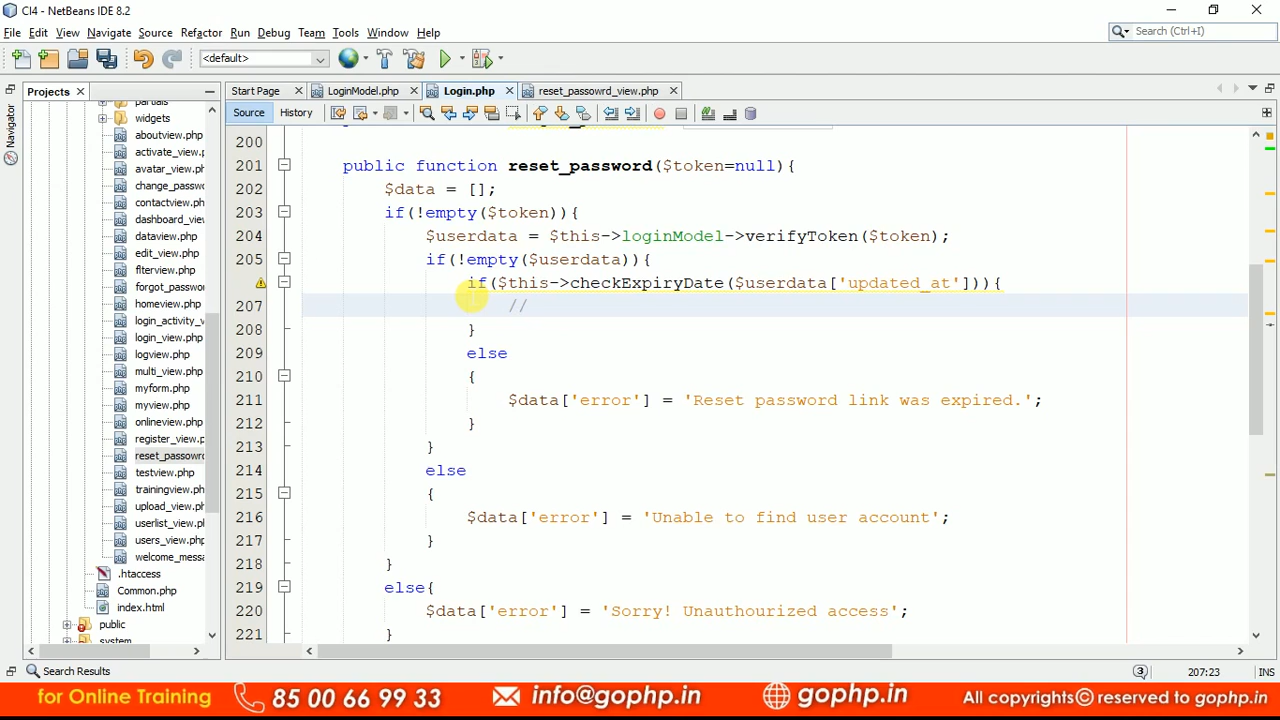 CI4 - NetBeans IDE 8.2
File Edit View Navigate Source Refactor Run Debug Team Tools Window Help
Search (Ctrl+I)
<default>
Projects
Start Page LoginModel.php Login.php reset_passowrd_view.php
Navigator
Source History
partials
widgets
aboutview.php
activate_view.
avatar_view.ph
change_passwo
contactview.ph
dashboard_vie
dataview.php
edit_view.php
flterview.php
forgot_passwor
homeview.php
login_activity_v
login_view.php
logview.php
multi_view.php
myform.php
myview.php
onlineview.php
register_view.p
reset_passowrd
testview.php
trainingview.ph
upload_view.ph
userlist_view.ph
users_view.php
welcome_messa
.htaccess
Common.php
index.html
public
system
200
201 public function reset_password($token=null){
202 $data = [];
203 if(!empty($token)){
204 $userdata = $this->loginModel->verifyToken($token);
205 if(!empty($userdata)){
if($this->checkExpiryDate($userdata['updated_at'])){
207 //
208 }
209 else
210 {
211 $data['error'] = 'Reset password link was expired.';
212 }
213 }
214 else
215 {
216 $data['error'] = 'Unable to find user account';
217 }
218 }
219 else{
220 $data['error'] = 'Sorry! Unauthourized access';
221 }
Search Results
3 207:23 INS
for Online Training 85 00 66 99 33 info@gophp.in gophp.in All copyrights© reserved to gophp.in